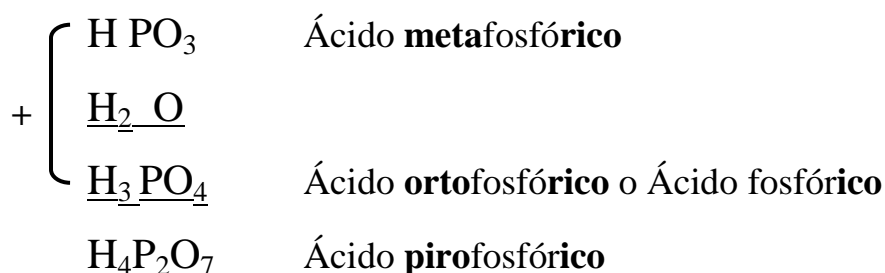 H PO₃ Ácido metafosfórico
+ H₂ O
H₃ PO₄ Ácido ortofosfórico o Ácido fosfórico
H₄P₂O₇ Ácido pirofosfórico